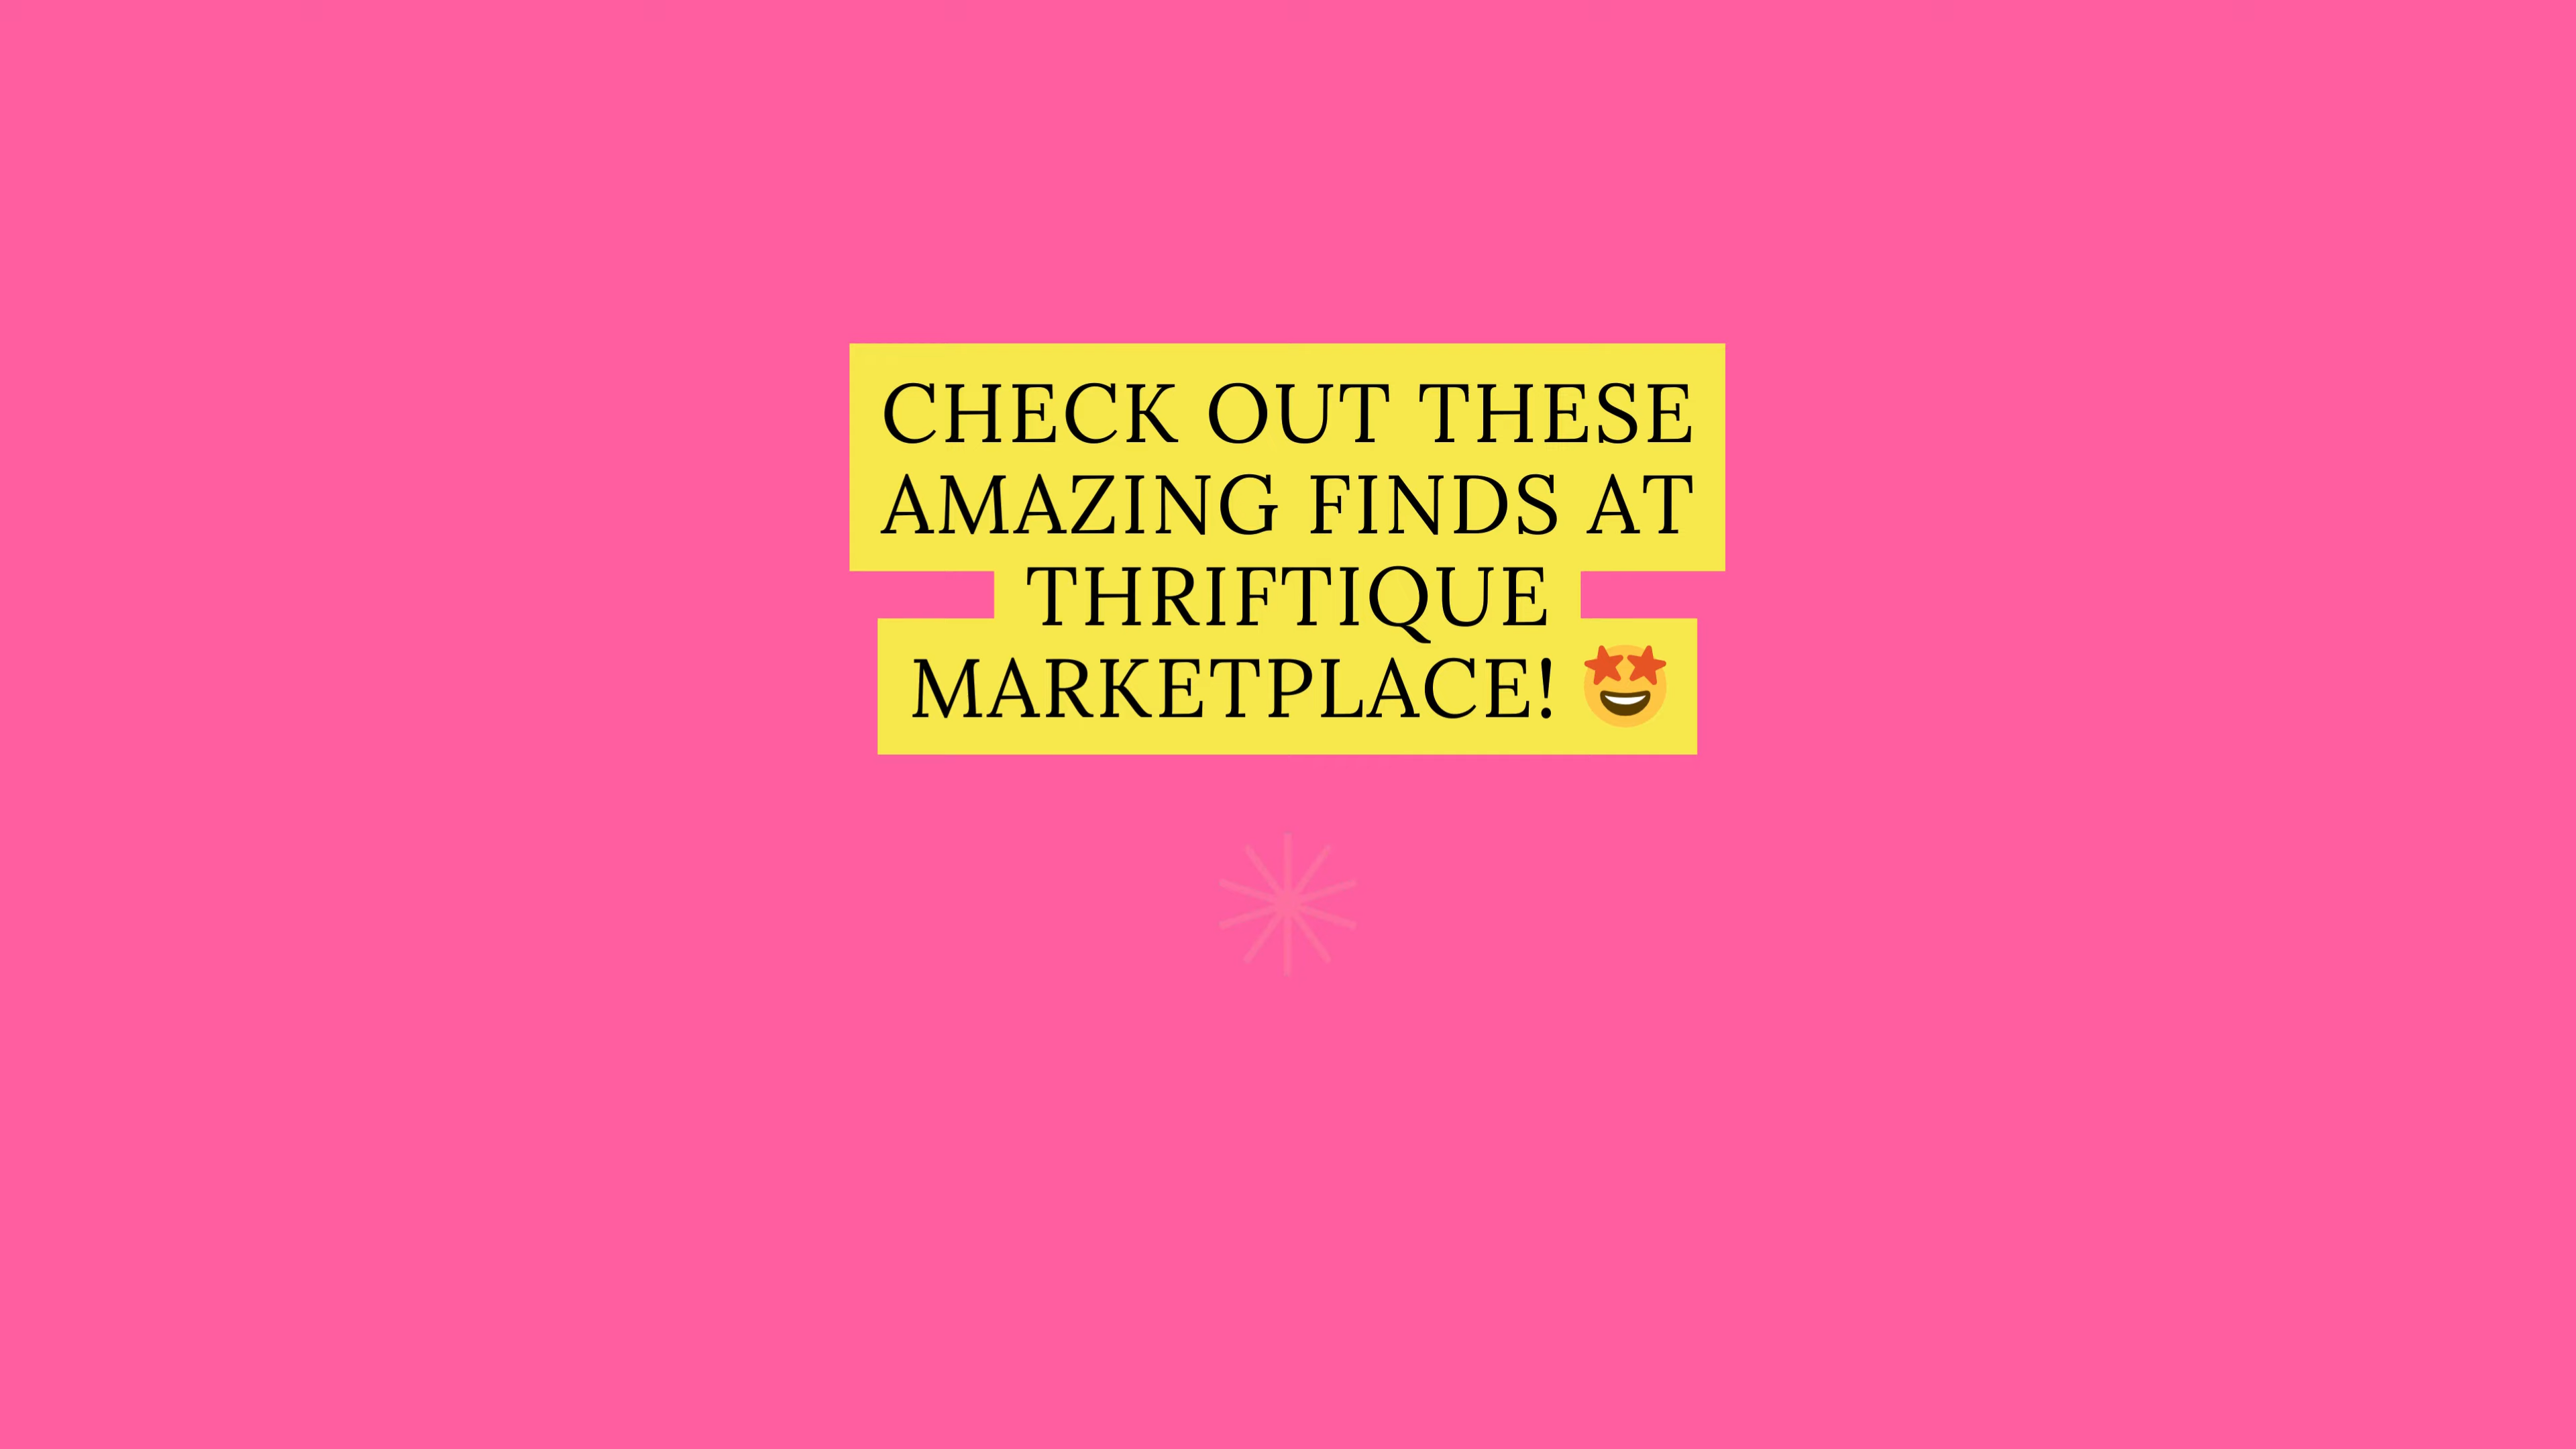 CHECK OUT THESE
AMAZING FINDS AT
THRIFTIQUE
MARKETPLACE! 🤩